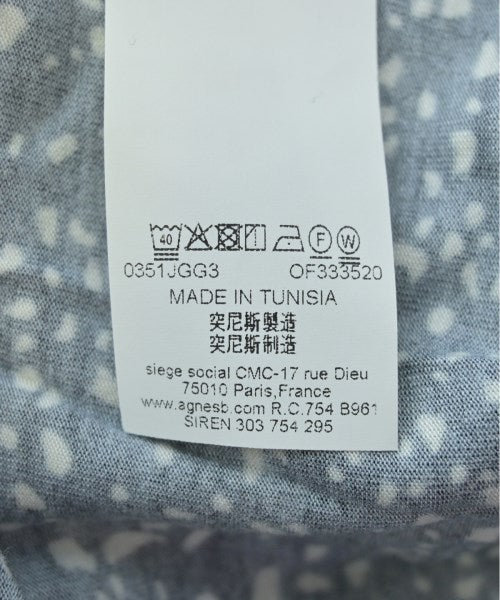 40 F W
0351JGG3 OF333520
MADE IN TUNISIA
突尼斯製造
突尼斯制造
siege social CMC-17 rue Dieu
75010 Paris,France
www.agnesb.com R.C.754 B961
SIREN 303 754 295